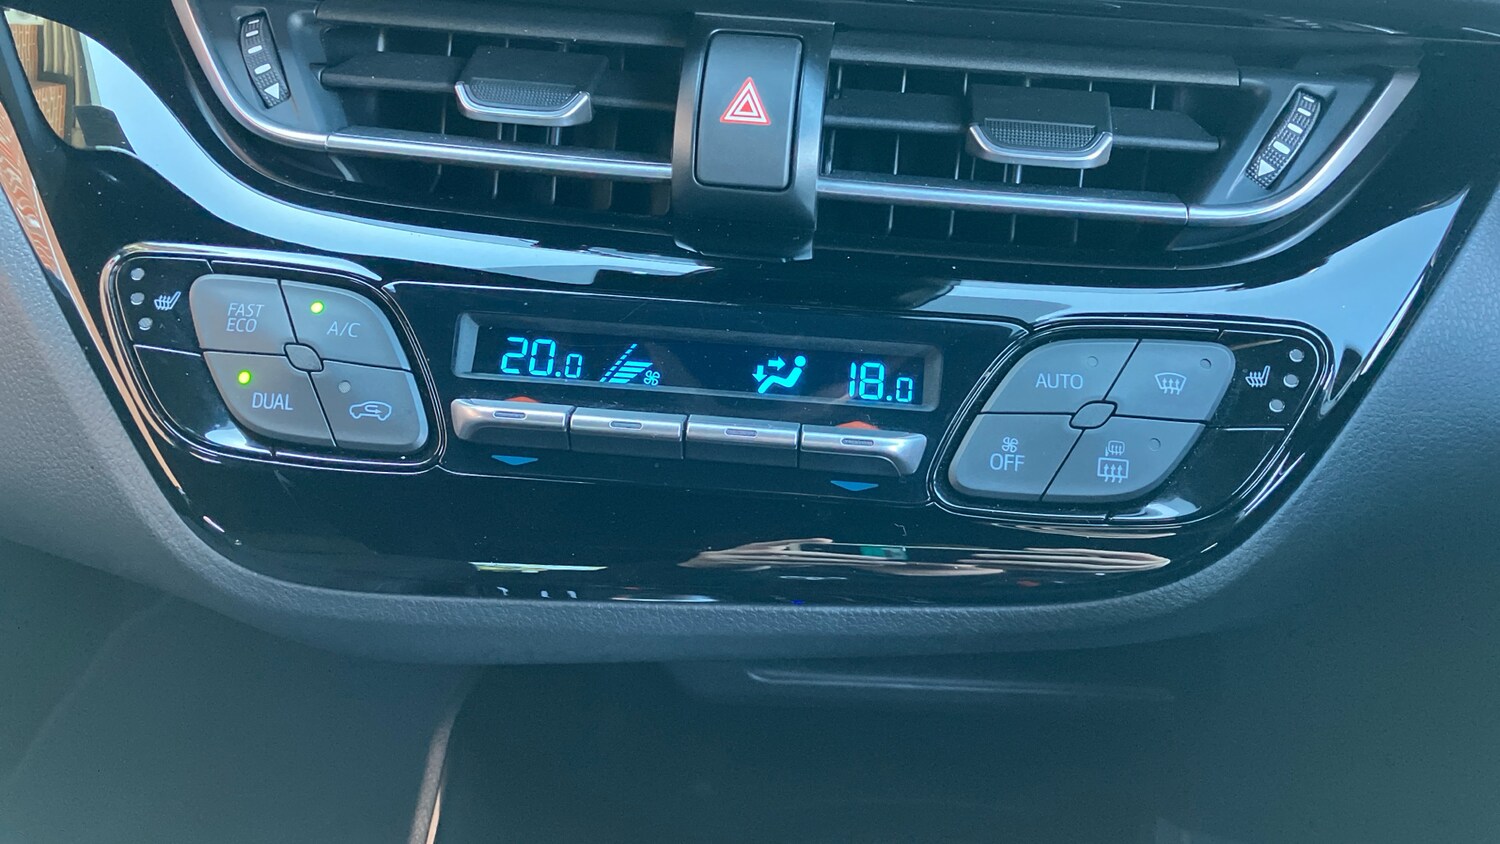 FAST
ECO
A/C
DUAL
20.0
18.0
AUTO
OFF